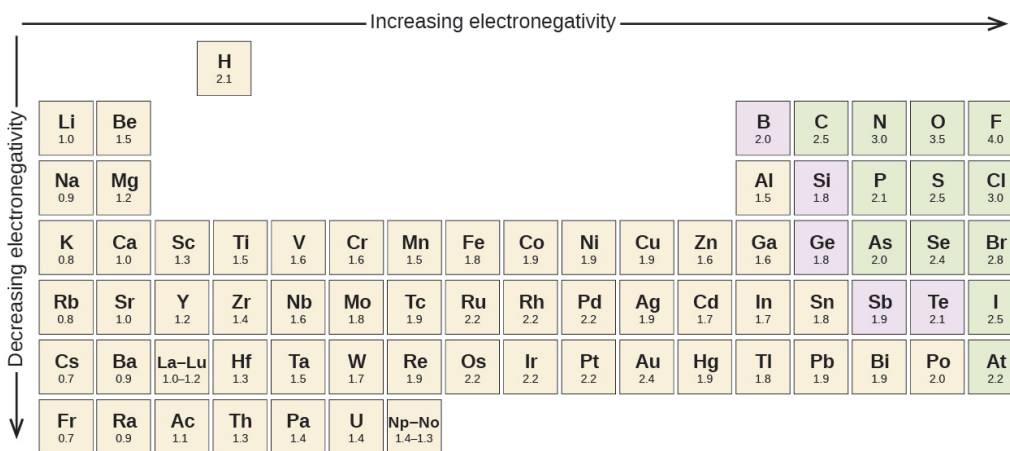 Increasing electronegativity
Decreasing electronegativity
H
2.1
Li Be B C N O F
1.0 1.5 2.0 2.5 3.0 3.5 4.0
Na Mg Al Si P S Cl
0.9 1.2 1.5 1.8 2.1 2.5 3.0
K Ca Sc Ti V Cr Mn Fe Co Ni Cu Zn Ga Ge As Se Br
0.8 1.0 1.3 1.5 1.6 1.6 1.5 1.8 1.9 1.9 1.9 1.6 1.6 1.8 2.0 2.4 2.8
Rb Sr Y Zr Nb Mo Tc Ru Rh Pd Ag Cd In Sn Sb Te I
0.8 1.0 1.2 1.4 1.6 1.8 1.9 2.2 2.2 2.2 1.9 1.7 1.7 1.8 1.9 2.1 2.5
Cs Ba La–Lu Hf Ta W Re Os Ir Pt Au Hg Tl Pb Bi Po At
0.7 0.9 1.0–1.2 1.3 1.5 1.7 1.9 2.2 2.2 2.2 2.4 1.9 1.8 1.9 1.9 2.0 2.2
Fr Ra Ac Th Pa U Np–No
0.7 0.9 1.1 1.3 1.4 1.4 1.4–1.3